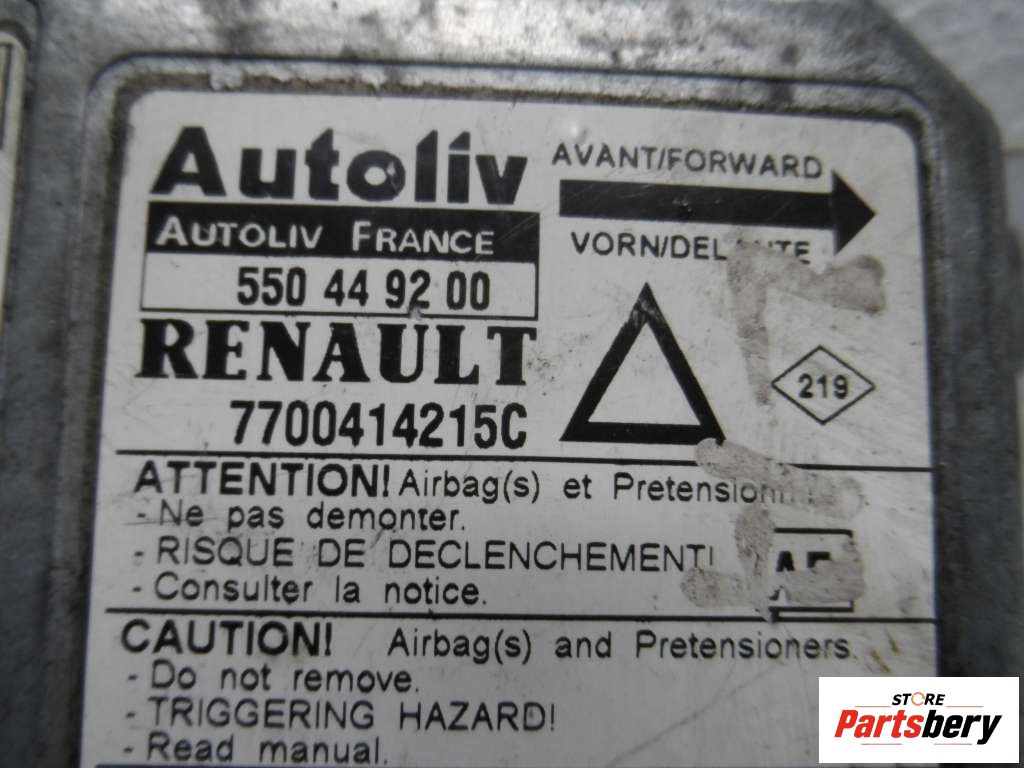 Autoliv
AUTOLIV FRANCE
550 44 92 00
RENAULT
7700414215C
AVANT/FORWARD
219
ATTENTION! Airbag(s) et
- Ne pas demonter.
- RISQUE DE DECLENCHEMENT!
- Consulter la notice.
CAUTION! Airbag(s) and Pretensioners.
- Do not remove.
- TRIGGERING HAZARD!
- Read manual.
STORE
Partsbery